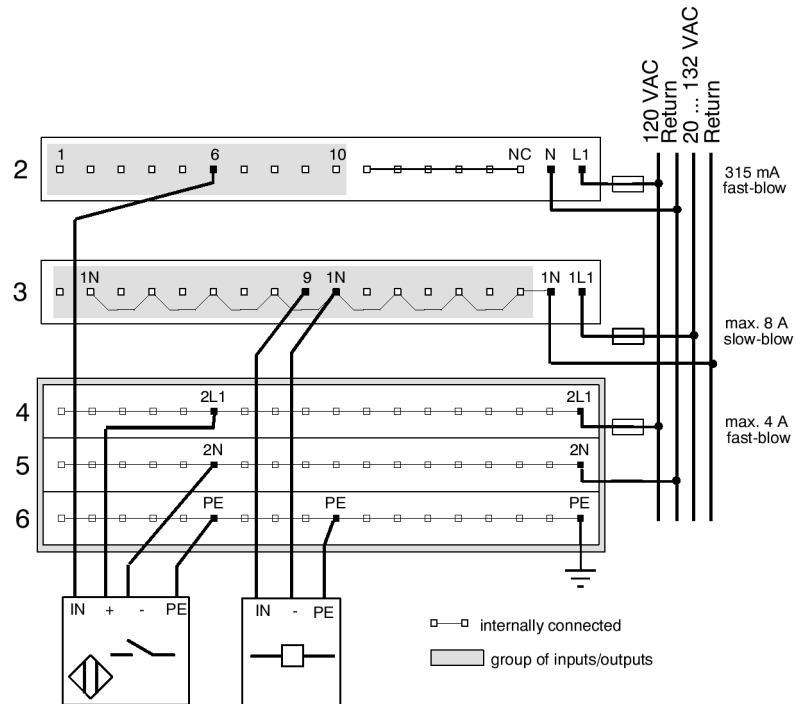 120 VAC
Return
20 ... 132 VAC
Return
2
1
6
10
NC
N
L1
315 mA
fast-blow
3
1N
9
1N
1N
1L1
max. 8 A
slow-blow
4
2L1
2L1
max. 4 A
fast-blow
5
2N
2N
6
PE
PE
PE
IN + - PE
IN - PE
internally connected
group of inputs/outputs